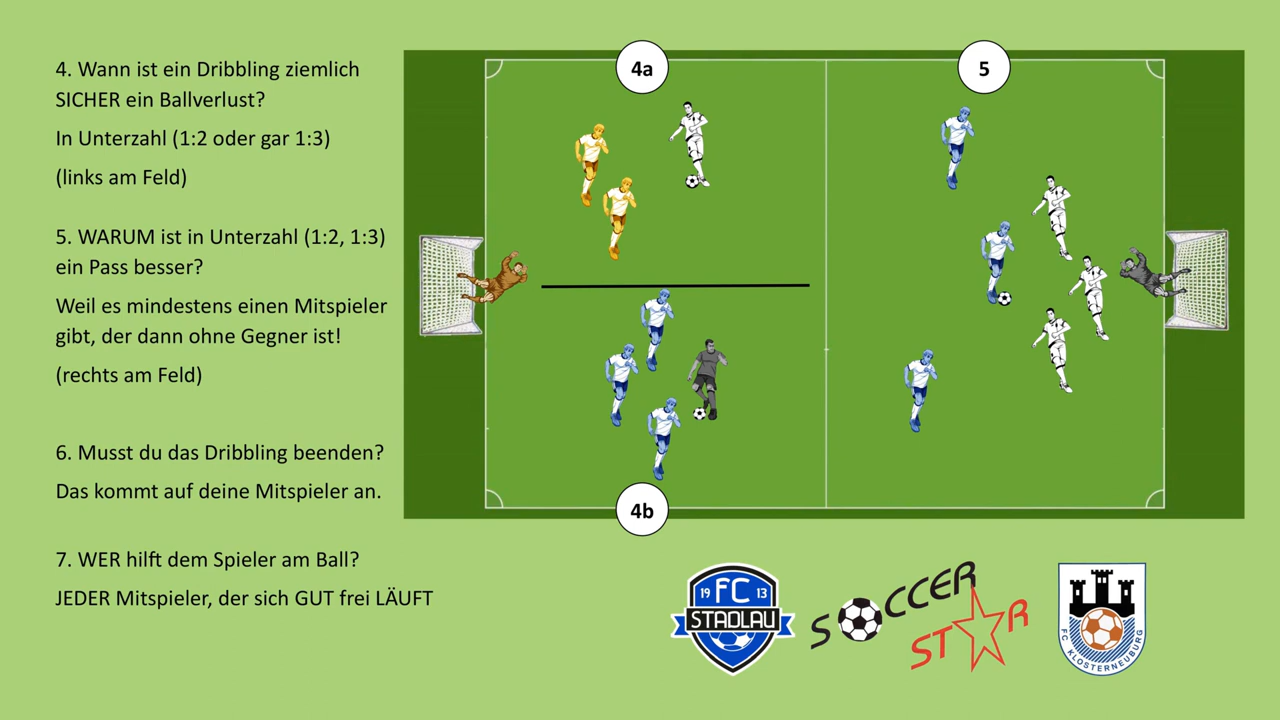 4. Wann ist ein Dribbling ziemlich
SICHER ein Ballverlust?
In Unterzahl (1:2 oder gar 1:3)
(links am Feld)
5. WARUM ist in Unterzahl (1:2, 1:3)
ein Pass besser?
Weil es mindestens einen Mitspieler
gibt, der dann ohne Gegner ist!
(rechts am Feld)
6. Musst du das Dribbling beenden?
Das kommt auf deine Mitspieler an.
7. WER hilft dem Spieler am Ball?
JEDER Mitspieler, der sich GUT frei LÄUFT
4a
5
4b
19 FC 13
STADLAU
SOCCER
STAR
FC KLOSTERNEUBURG